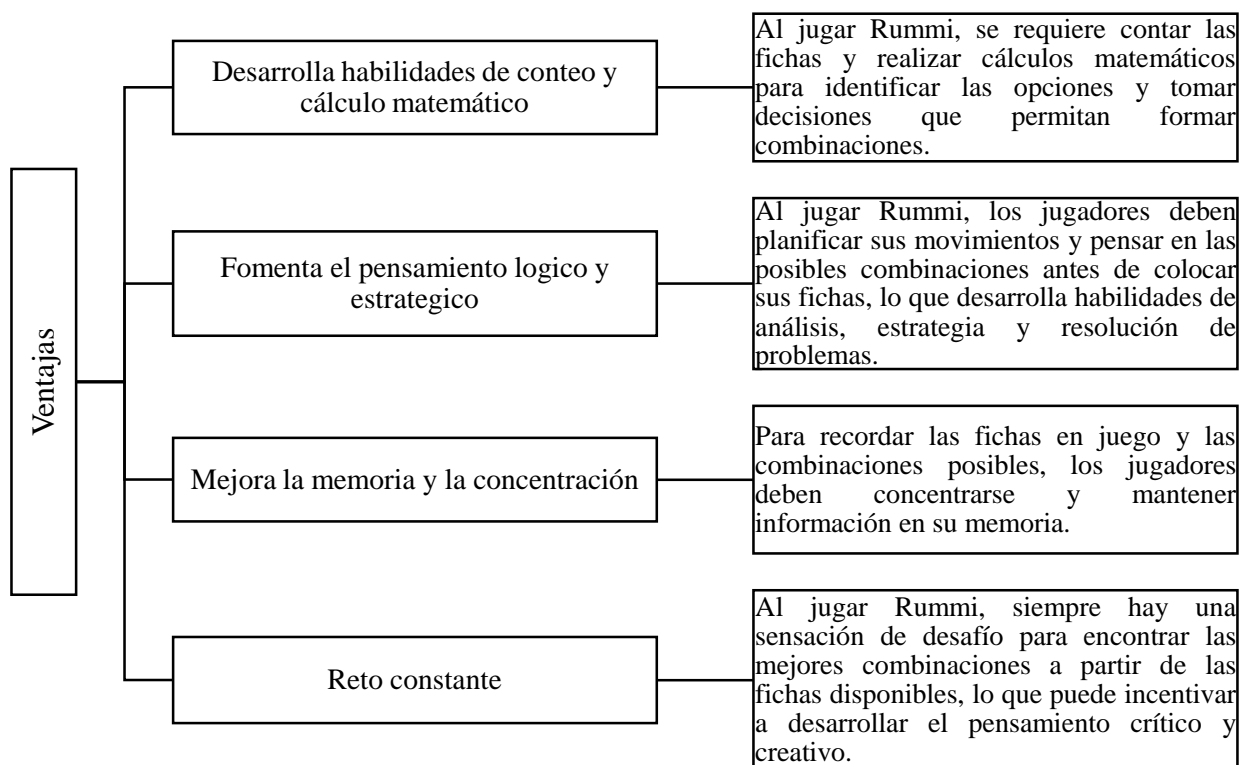 Ventajas
Desarrolla habilidades de conteo y
cálculo matemático
Al jugar Rummi, se requiere contar las
fichas y realizar cálculos matemáticos
para identificar las opciones y tomar
decisiones que permitan formar
combinaciones.
Fomenta el pensamiento logico y
estrategico
Al jugar Rummi, los jugadores deben
planificar sus movimientos y pensar en las
posibles combinaciones antes de colocar
sus fichas, lo que desarrolla habilidades de
análisis, estrategia y resolución de
problemas.
Mejora la memoria y la concentración
Para recordar las fichas en juego y las
combinaciones posibles, los jugadores
deben concentrarse y mantener
información en su memoria.
Reto constante
Al jugar Rummi, siempre hay una
sensación de desafío para encontrar las
mejores combinaciones a partir de las
fichas disponibles, lo que puede incentivar
a desarrollar el pensamiento crítico y
creativo.